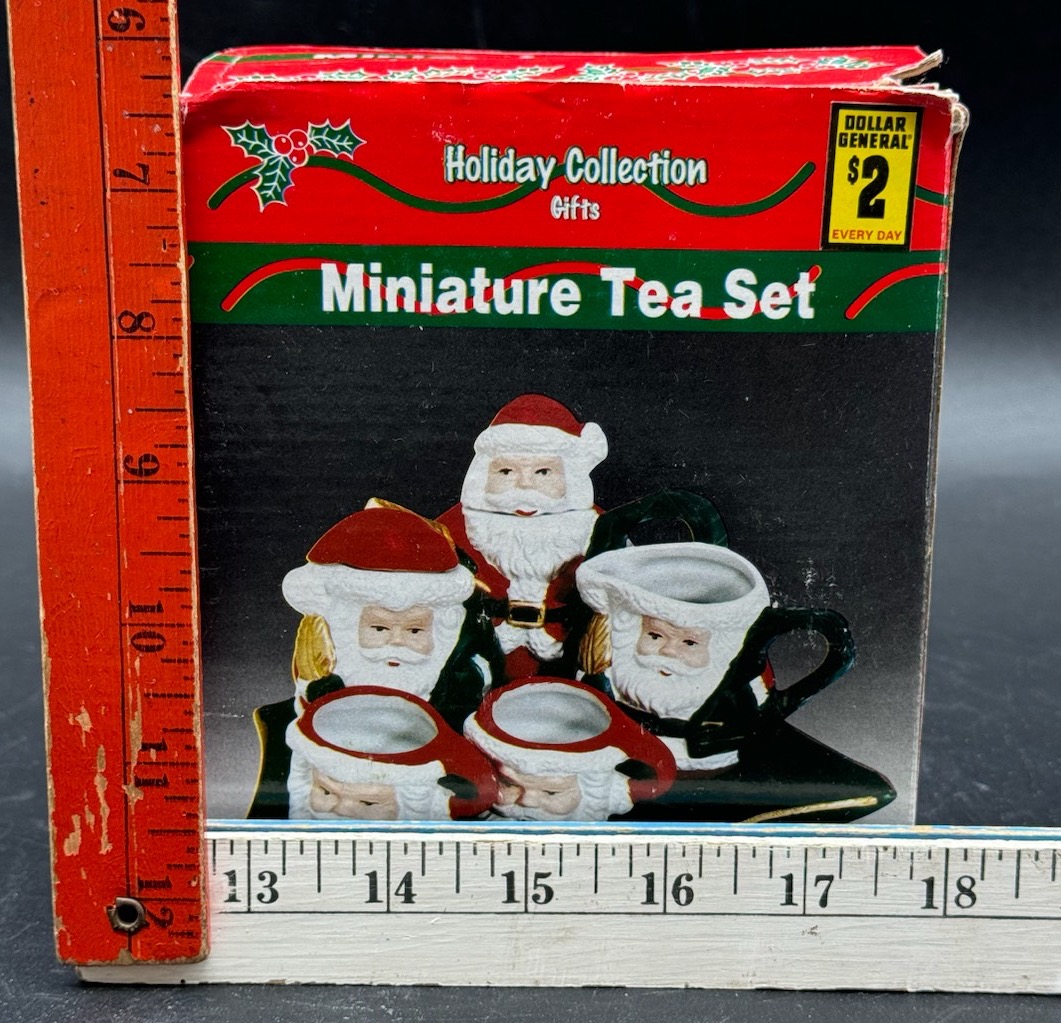 Holiday Collection
Gifts
DOLLAR
GENERAL®
$2
EVERY DAY
Miniature Tea Set
6
7
8
9
10
11
12
13 14 15 16 17 18